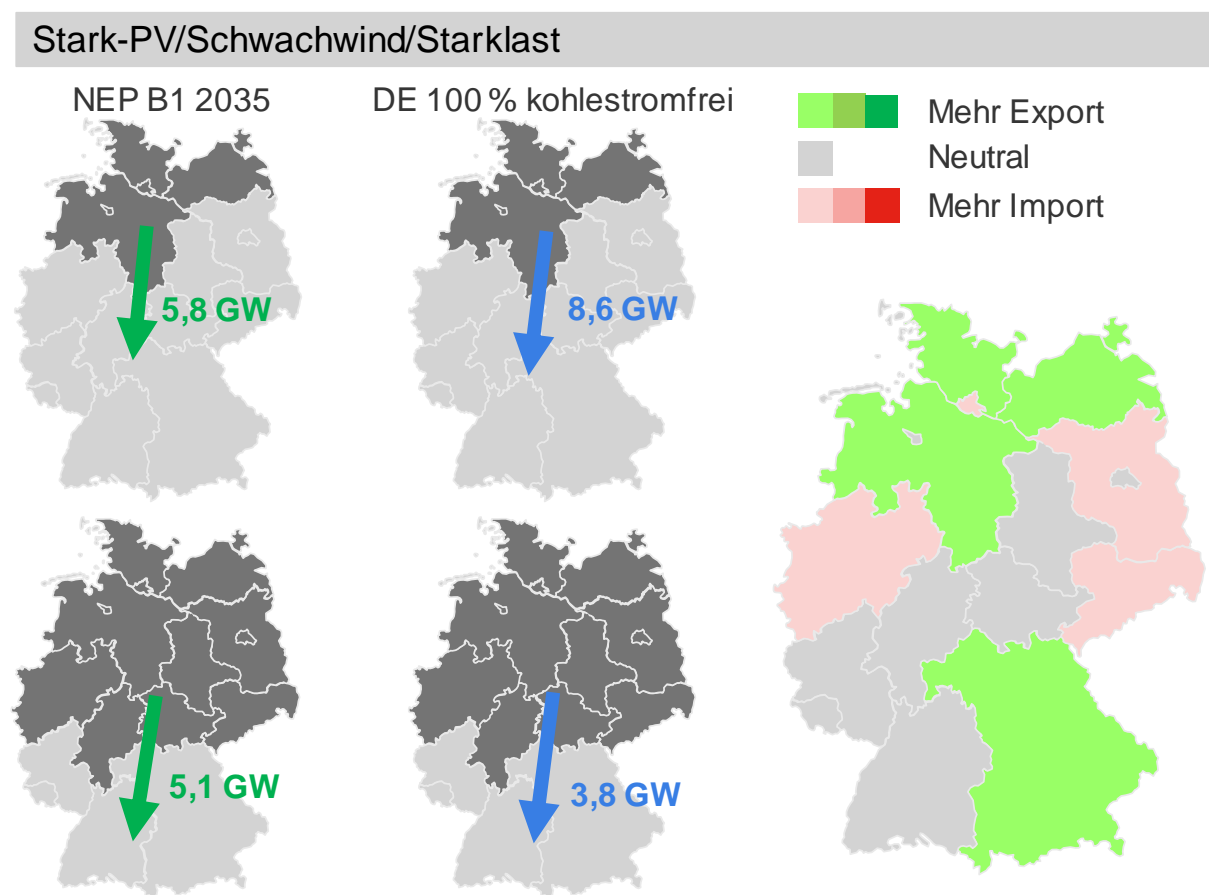 Stark-PV/Schwachwind/Starklast
NEP B1 2035
DE 100 % kohlestromfrei
Mehr Export
Neutral
Mehr Import
5,8 GW
8,6 GW
5,1 GW
3,8 GW